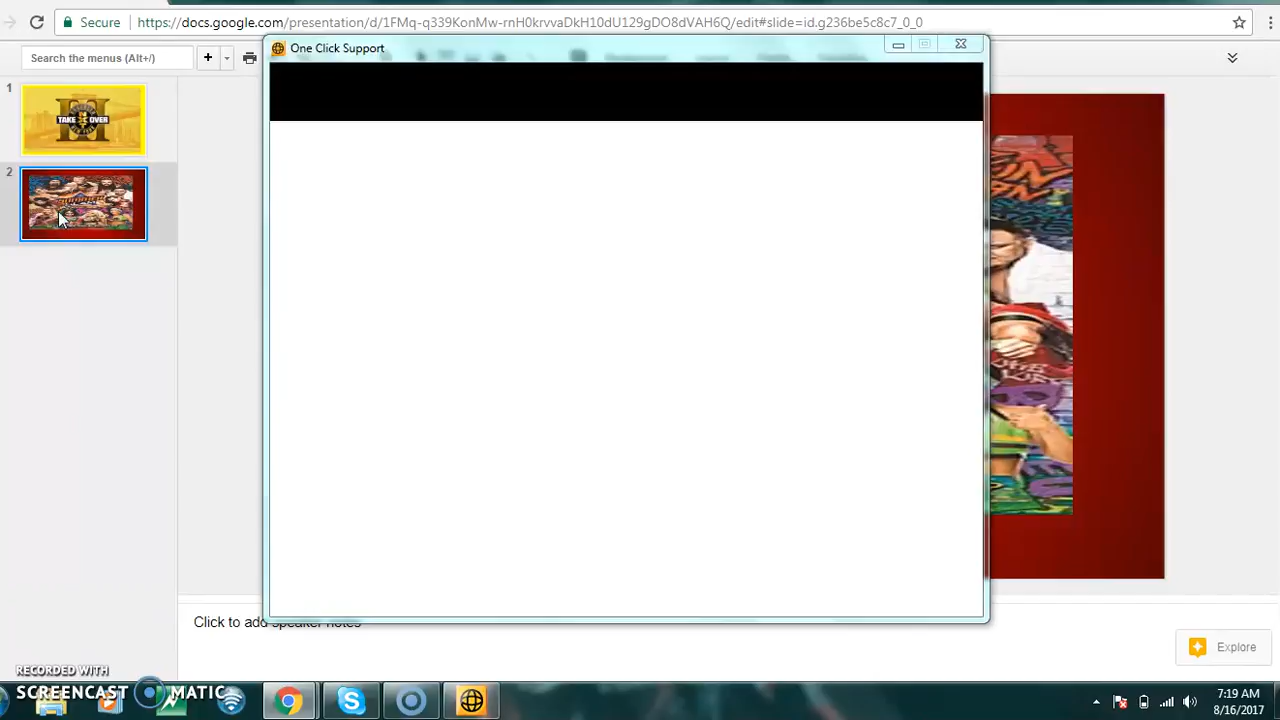 Secure
https://docs.google.com/presentation/d/1FMq-q339KonMw-rnH0krvvaDkH10dU129gDO8dVAH6Q/edit#slide=id.g236be5c8c7_0_0
One Click Support
Search the menus (Alt+/)
1
TAKE OVER
2
Click to add speaker notes
Explore
RECORDED WITH
SCREENCAST MATIC
7:19 AM
8/16/2017